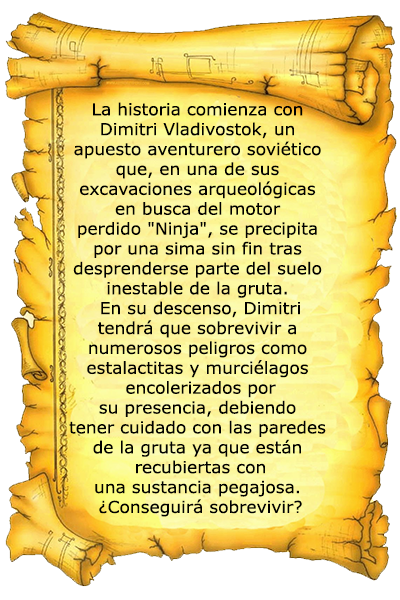 La historia comienza con
Dimitri Vladivostok, un
apuesto aventurero soviético
que, en una de sus
excavaciones arqueológicas
en busca del motor
perdido "Ninja", se precipita
por una sima sin fin tras
desprenderse parte del suelo
inestable de la gruta.
En su descenso, Dimitri
tendrá que sobrevivir a
numerosos peligros como
estalactitas y murciélagos
encolerizados por
su presencia, debiendo
tener cuidado con las paredes
de la gruta ya que están
recubiertas con
una sustancia pegajosa.
¿Conseguirá sobrevivir?